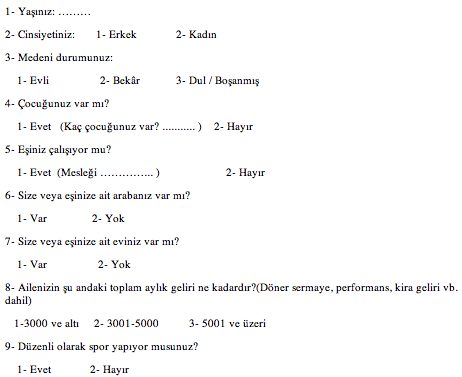 1- Yaşınız: ………
2- Cinsiyetiniz: 1- Erkek 2- Kadın
3- Medeni durumunuz:
1- Evli 2- Bekâr 3- Dul / Boşanmış
4- Çocuğunuz var mı?
1- Evet (Kaç çocuğunuz var? ........... ) 2- Hayır
5- Eşiniz çalışıyor mu?
1- Evet (Mesleği ………….. ) 2- Hayır
6- Size veya eşinize ait arabanız var mı?
1- Var 2- Yok
7- Size veya eşinize ait eviniz var mı?
1- Var 2- Yok
8- Ailenizin şu andaki toplam aylık geliri ne kadardır?(Döner sermaye, performans, kira geliri vb.
dahil)
1-3000 ve altı 2- 3001-5000 3- 5001 ve üzeri
9- Düzenli olarak spor yapıyor musunuz?
1- Evet 2- Hayır